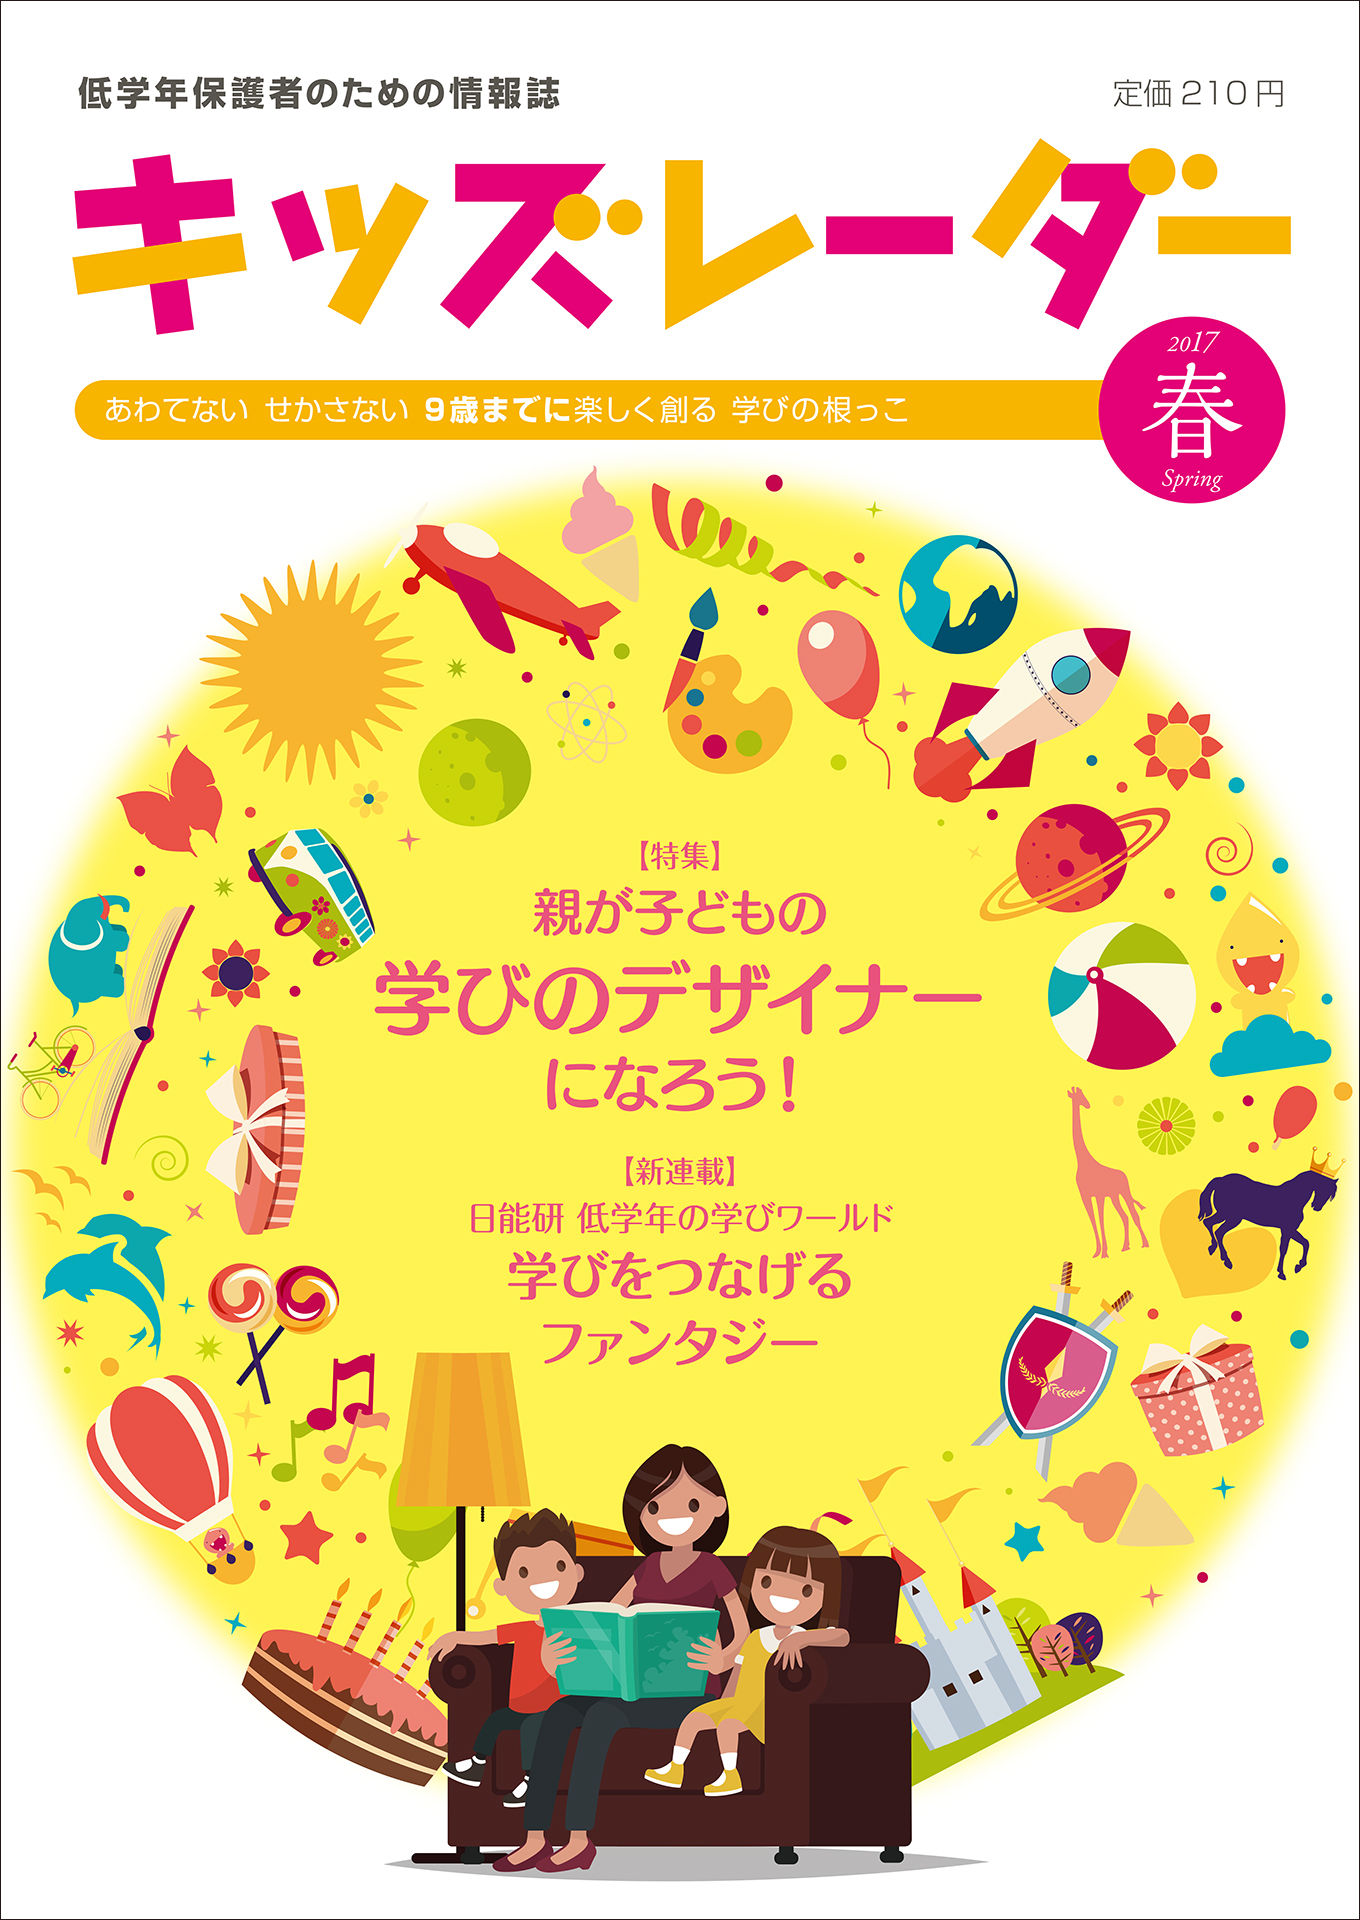 低学年保護者のための情報誌
定価210円
キッズレーダー
2017
春
Spring
あわてない せかさない 9歳までに楽しく創る 学びの根っこ
【特集】
親が子どもの
学びのデザイナー
になろう!
【新連載】
日能研 低学年の学びワールド
学びをつなげる
ファンタジー